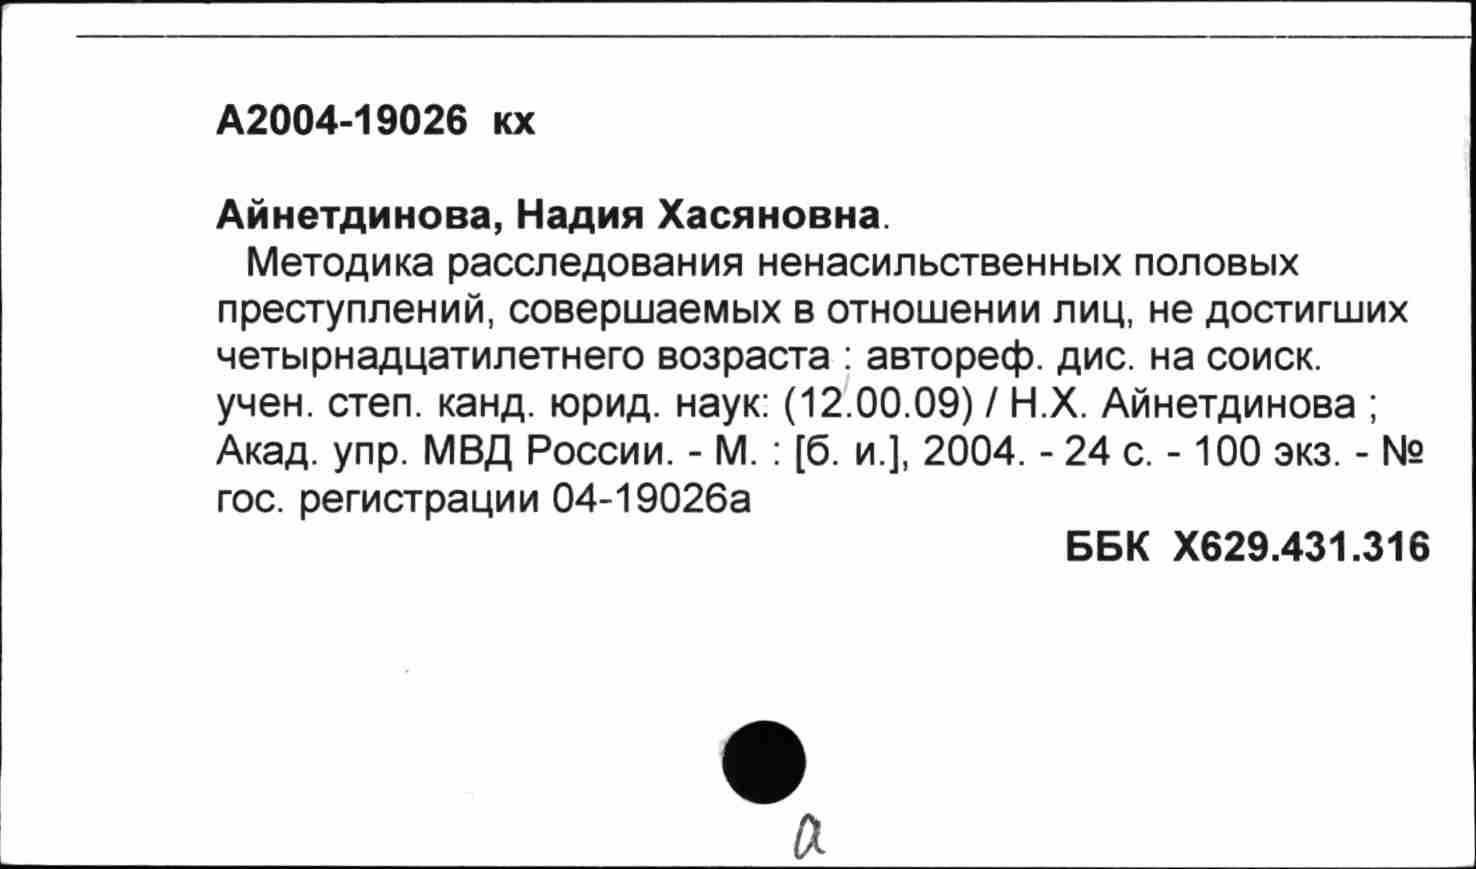 А2004-19026 кх
Айнетдинова, Надия Хасяновна.
Методика расследования ненасильственных половых
преступлений, совершаемых в отношении лиц, не достигших
четырнадцатилетнего возраста : автореф. дис. на соиск.
учен. степ. канд. юрид. наук: (12.00.09) / Н.Х. Айнетдинова ;
Акад. упр. МВД России. - М. : [б. и.], 2004. - 24 с. - 100 экз. - №
гос. регистрации 04-19026а
ББК Х629.431.316
а